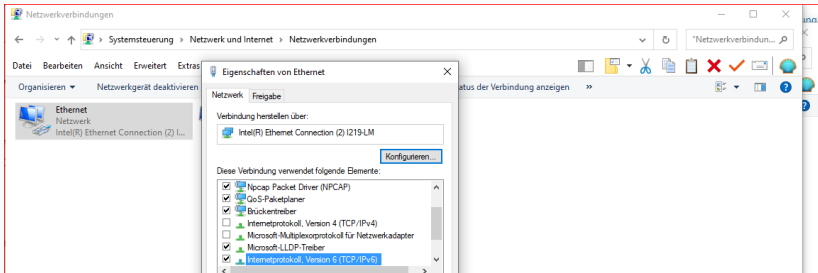 Netzwerkverbindungen
Systemsteuerung > Netzwerk und Internet > Netzwerkverbindungen
"Netzwerkverbindun...
Datei Bearbeiten Ansicht Erweitert Extras
Organisieren Netzwerkgerät deaktivieren
atus der Verbindung anzeigen »
Ethernet
Netzwerk
Intel(R) Ethernet Connection (2) I...
Eigenschaften von Ethernet
Netzwerk Freigabe
Verbindung herstellen über:
Intel(R) Ethernet Connection (2) I219-LM
Konfigurieren...
Diese Verbindung verwendet folgende Elemente:
Npcap Packet Driver (NPCAP)
QoS-Paketplaner
Brückentreiber
Internetprotokoll, Version 4 (TCP/IPv4)
Microsoft-Multiplexorprotokoll für Netzwerkadapter
Microsoft-LLDP-Treiber
Internetprotokoll, Version 6 (TCP/IPv6)